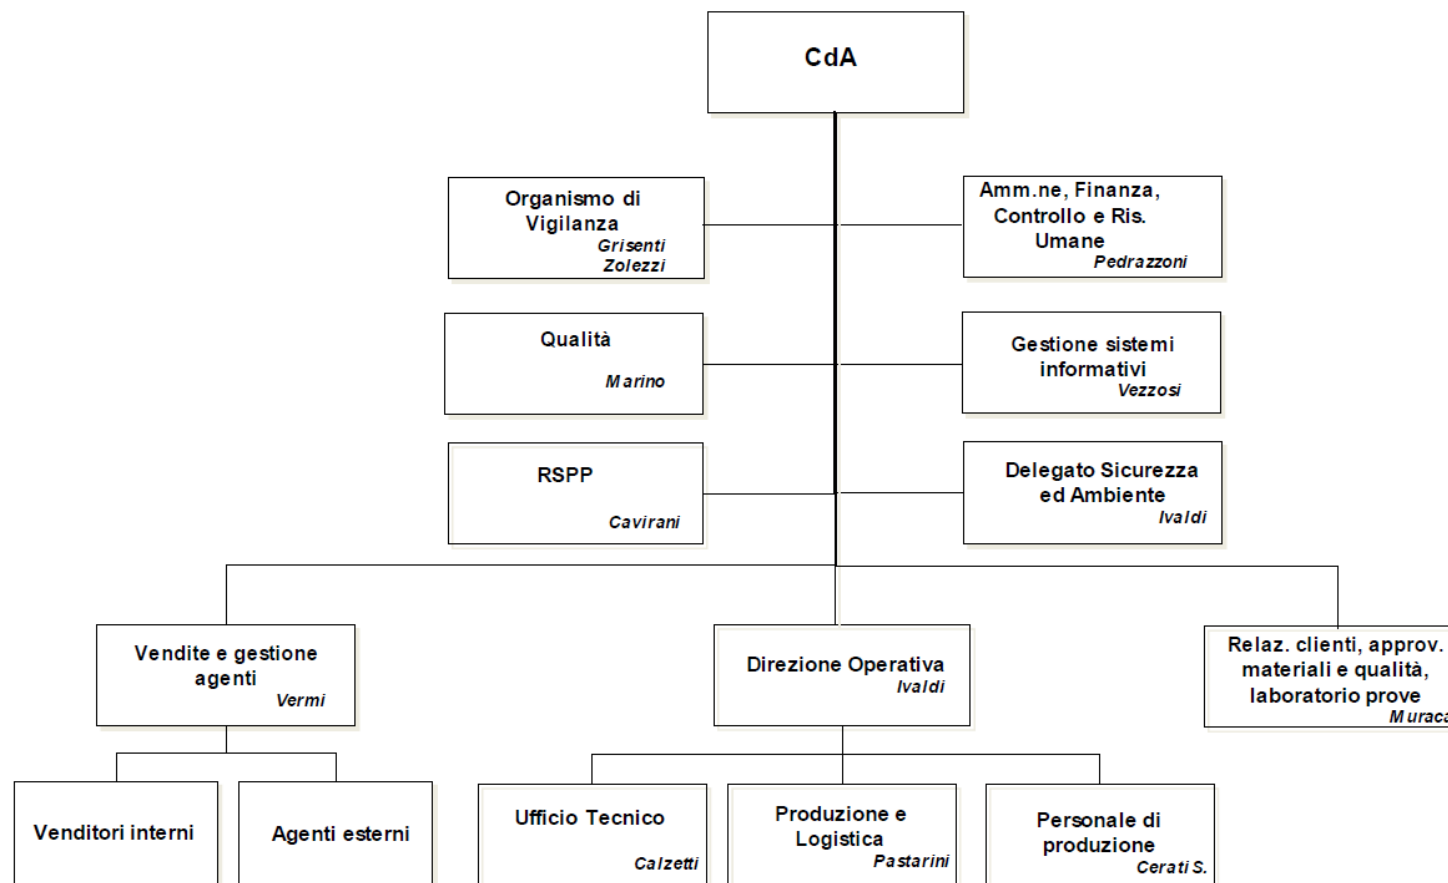 CdA
Organismo di
Vigilanza
Grisenti
Zolezzi
Amm.ne, Finanza,
Controllo e Ris.
Umane
Pedrazzoni
Qualità
Marino
Gestione sistemi
informativi
Vezzosi
RSPP
Cavirani
Delegato Sicurezza
ed Ambiente
Ivaldi
Vendite e gestione
agenti
Vermi
Direzione Operativa
Ivaldi
Relaz. clienti, approv.
materiali e qualità,
laboratorio prove
Muraca
Venditori interni
Agenti esterni
Ufficio Tecnico
Calzetti
Produzione e
Logistica
Pastarini
Personale di
produzione
Cerati S.